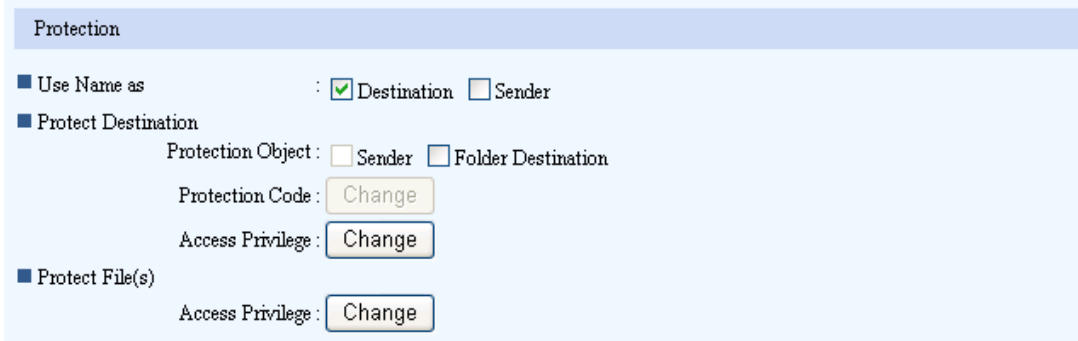 Protection
Use Name as : Destination Sender
Protect Destination
Protection Object : Sender Folder Destination
Protection Code : Change
Access Privilege : Change
Protect File(s)
Access Privilege : Change